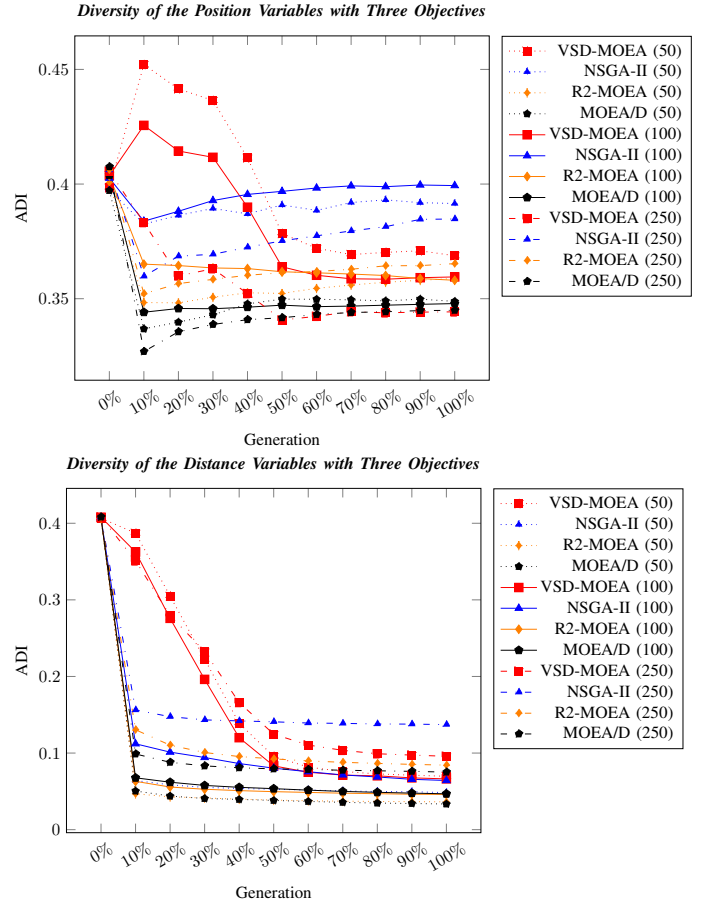 Diversity of the Position Variables with Three Objectives
0.45
0.4
0.35
ADI
0%
10%
20%
30%
40%
50%
60%
70%
80%
90%
100%
Generation
VSD-MOEA (50)
NSGA-II (50)
R2-MOEA (50)
MOEA/D (50)
VSD-MOEA (100)
NSGA-II (100)
R2-MOEA (100)
MOEA/D (100)
VSD-MOEA (250)
NSGA-II (250)
R2-MOEA (250)
MOEA/D (250)
Diversity of the Distance Variables with Three Objectives
0.4
0.3
0.2
0.1
0
ADI
0%
10%
20%
30%
40%
50%
60%
70%
80%
90%
100%
Generation
VSD-MOEA (50)
NSGA-II (50)
R2-MOEA (50)
MOEA/D (50)
VSD-MOEA (100)
NSGA-II (100)
R2-MOEA (100)
MOEA/D (100)
VSD-MOEA (250)
NSGA-II (250)
R2-MOEA (250)
MOEA/D (250)